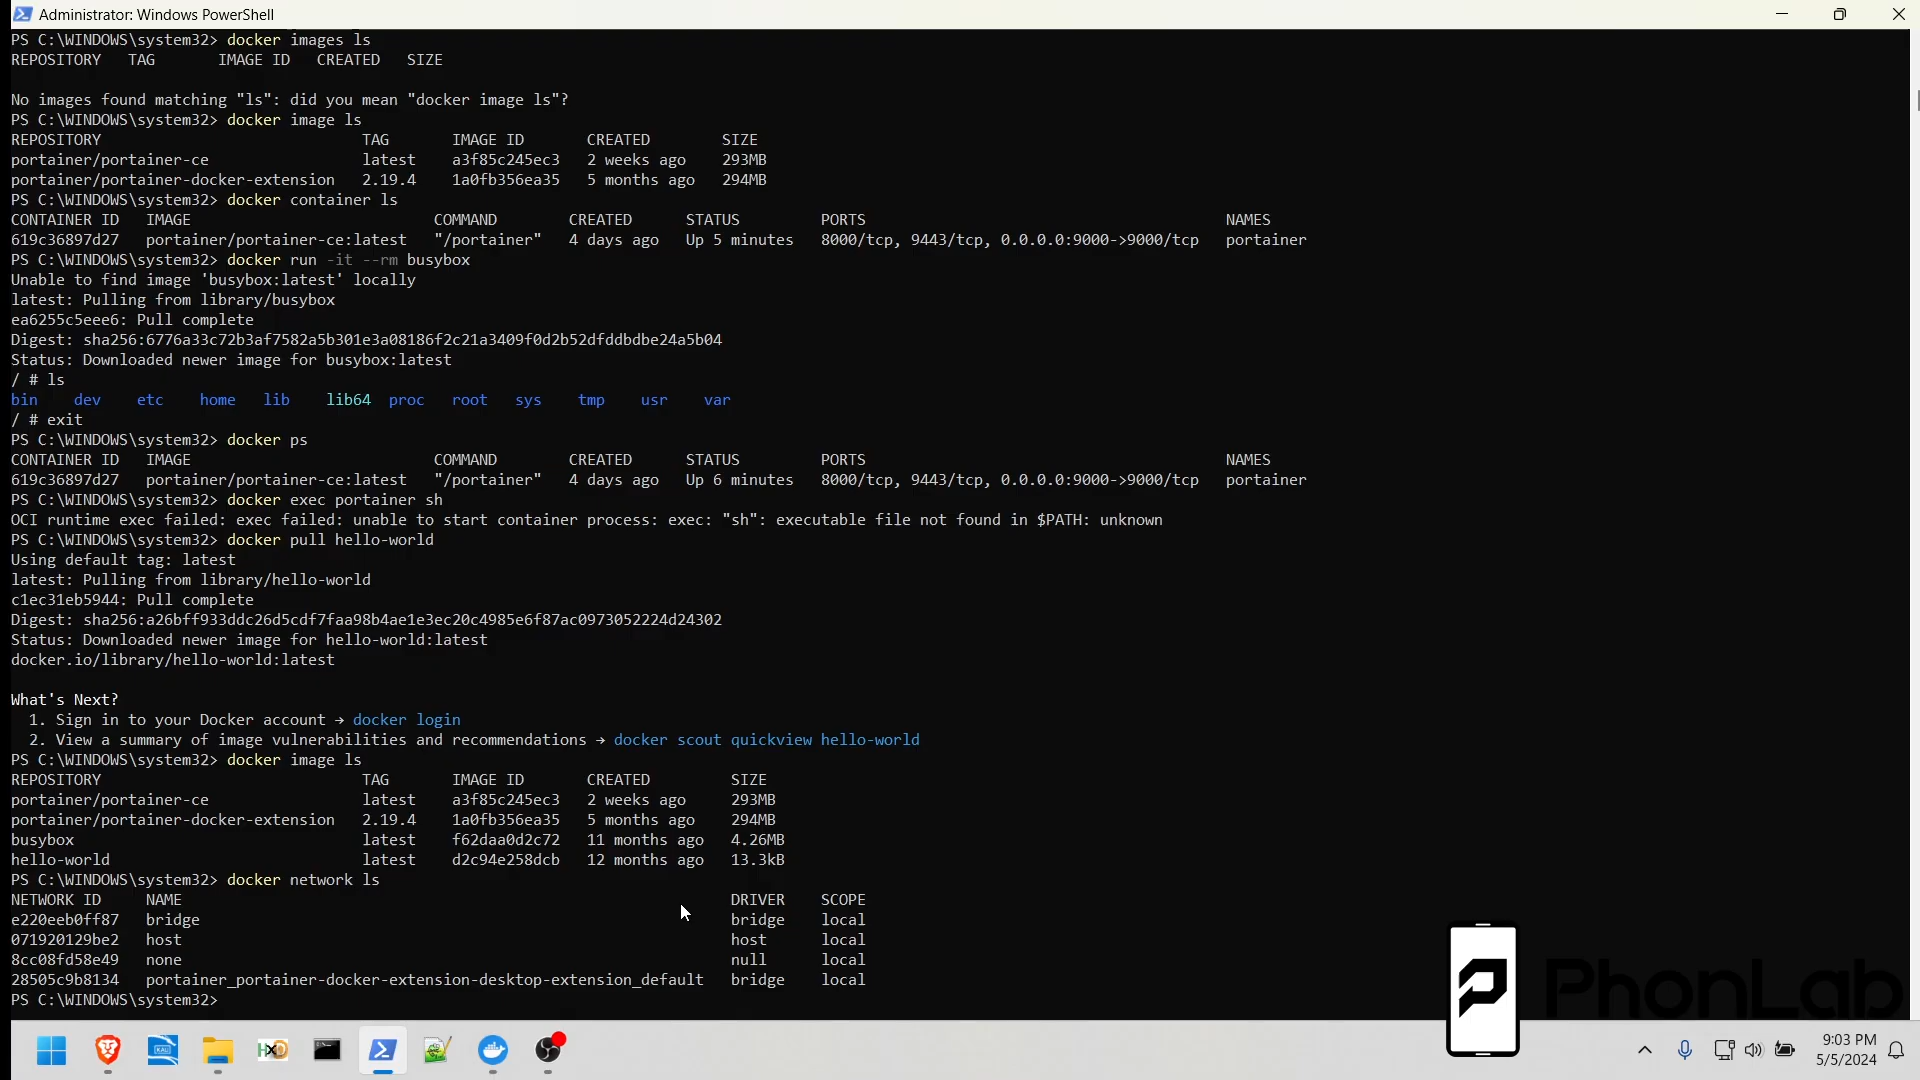 Administrator: Windows PowerShell
PS C:\WINDOWS\system32> docker images ls
REPOSITORY   TAG       IMAGE ID   CREATED   SIZE
No images found matching "ls": did you mean "docker image ls"?
PS C:\WINDOWS\system32> docker image ls
REPOSITORY                             TAG       IMAGE ID       CREATED        SIZE
portainer/portainer-ce                 latest    a3f85c245ec3   2 weeks ago    293MB
portainer/portainer-docker-extension   2.19.4    1a0fb356ea35   5 months ago   294MB
PS C:\WINDOWS\system32> docker container ls
CONTAINER ID   IMAGE                           COMMAND        CREATED      STATUS         PORTS                                        NAMES
619c36897d27   portainer/portainer-ce:latest   "/portainer"   4 days ago   Up 5 minutes   8000/tcp, 9443/tcp, 0.0.0.0:9000->9000/tcp   portainer
PS C:\WINDOWS\system32> docker run -it --rm busybox
Unable to find image 'busybox:latest' locally
latest: Pulling from library/busybox
ea6255c5eee6: Pull complete
Digest: sha256:6776a33c72b3af7582a5b301e3a08186f2c21a3409f0d2b52dfddbdbe24a5b04
Status: Downloaded newer image for busybox:latest
/ # ls
bin    dev    etc    home   lib    lib64  proc   root   sys    tmp    usr    var
/ # exit
PS C:\WINDOWS\system32> docker ps
CONTAINER ID   IMAGE                           COMMAND        CREATED      STATUS         PORTS                                        NAMES
619c36897d27   portainer/portainer-ce:latest   "/portainer"   4 days ago   Up 6 minutes   8000/tcp, 9443/tcp, 0.0.0.0:9000->9000/tcp   portainer
PS C:\WINDOWS\system32> docker exec portainer sh
OCI runtime exec failed: exec failed: unable to start container process: exec: "sh": executable file not found in $PATH: unknown
PS C:\WINDOWS\system32> docker pull hello-world
Using default tag: latest
latest: Pulling from library/hello-world
c1ec31eb5944: Pull complete
Digest: sha256:a26bff933ddc26d5cdf7faa98b4ae1e3ec20c4985e6f87ac0973052224d24302
Status: Downloaded newer image for hello-world:latest
docker.io/library/hello-world:latest
What's Next?
  1. Sign in to your Docker account → docker login
  2. View a summary of image vulnerabilities and recommendations → docker scout quickview hello-world
PS C:\WINDOWS\system32> docker image ls
REPOSITORY                             TAG       IMAGE ID       CREATED         SIZE
portainer/portainer-ce                 latest    a3f85c245ec3   2 weeks ago     293MB
portainer/portainer-docker-extension   2.19.4    1a0fb356ea35   5 months ago    294MB
busybox                                latest    f62daa0d2c72   11 months ago   4.26MB
hello-world                            latest    d2c94e258dcb   12 months ago   13.3kB
PS C:\WINDOWS\system32> docker network ls
NETWORK ID     NAME                                                             DRIVER    SCOPE
e220eeb0ff87   bridge                                                           bridge    local
071920129be2   host                                                             host      local
8cc08fd58e49   none                                                             null      local
28505c9b8134   portainer_portainer-docker-extension-desktop-extension_default   bridge    local
PS C:\WINDOWS\system32>
PhonLab
KALI
HXD
9:03 PM
5/5/2024